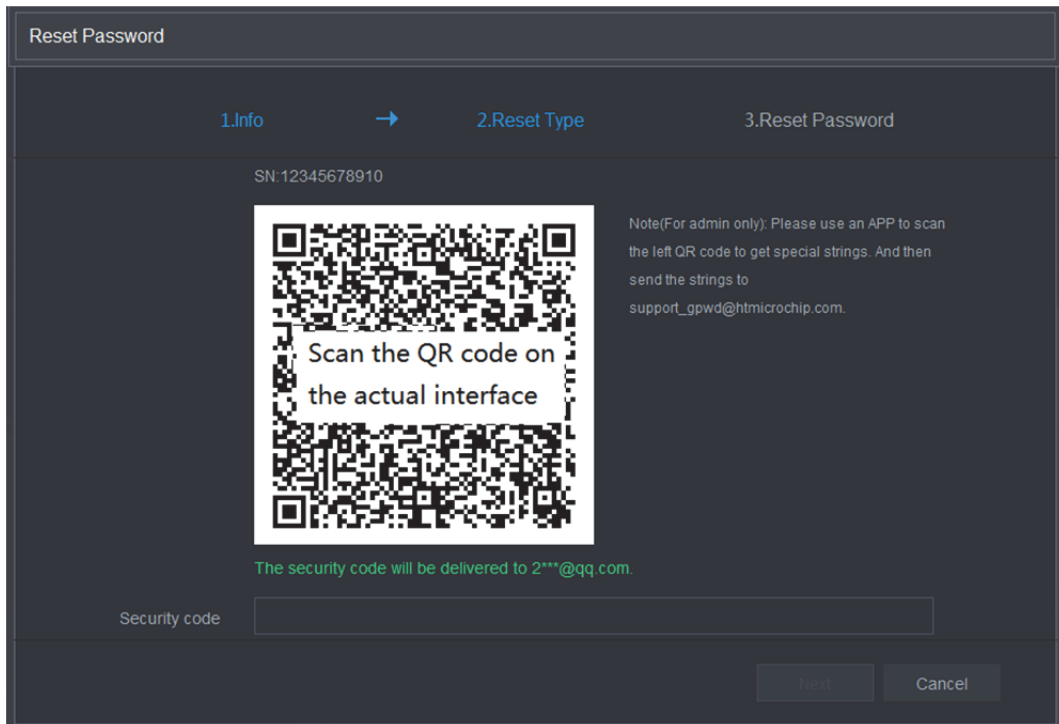 Reset Password
1.Info → 2.Reset Type 3.Reset Password
SN:12345678910
Note(For admin only): Please use an APP to scan
the left QR code to get special strings. And then
send the strings to
support_gpwd@htmicrochip.com.
Scan the QR code on
the actual interface
The security code will be delivered to 2***@qq.com.
Security code
Next Cancel